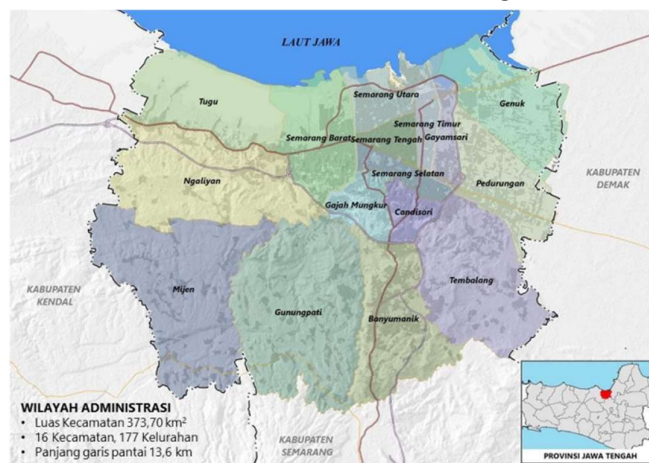 LAUT JAWA
Tugu
Semarang Utara
Genuk
Semarang Timur
Semarang Barat
Semarang Tengah
Gayamsari
KABUPATEN
DEMAK
Ngaliyan
Semarang Selatan
Pedurungan
Gajah Mungkur
Candisari
KABUPATEN
KENDAL
Mijen
Tembalang
Gunungpati
Banyumanik
WILAYAH ADMINISTRASI
• Luas Kecamatan 373,70 km²
• 16 Kecamatan, 177 Kelurahan
• Panjang garis pantai 13,6 km
KABUPATEN
SEMARANG
PROVINSI JAWA TENGAH